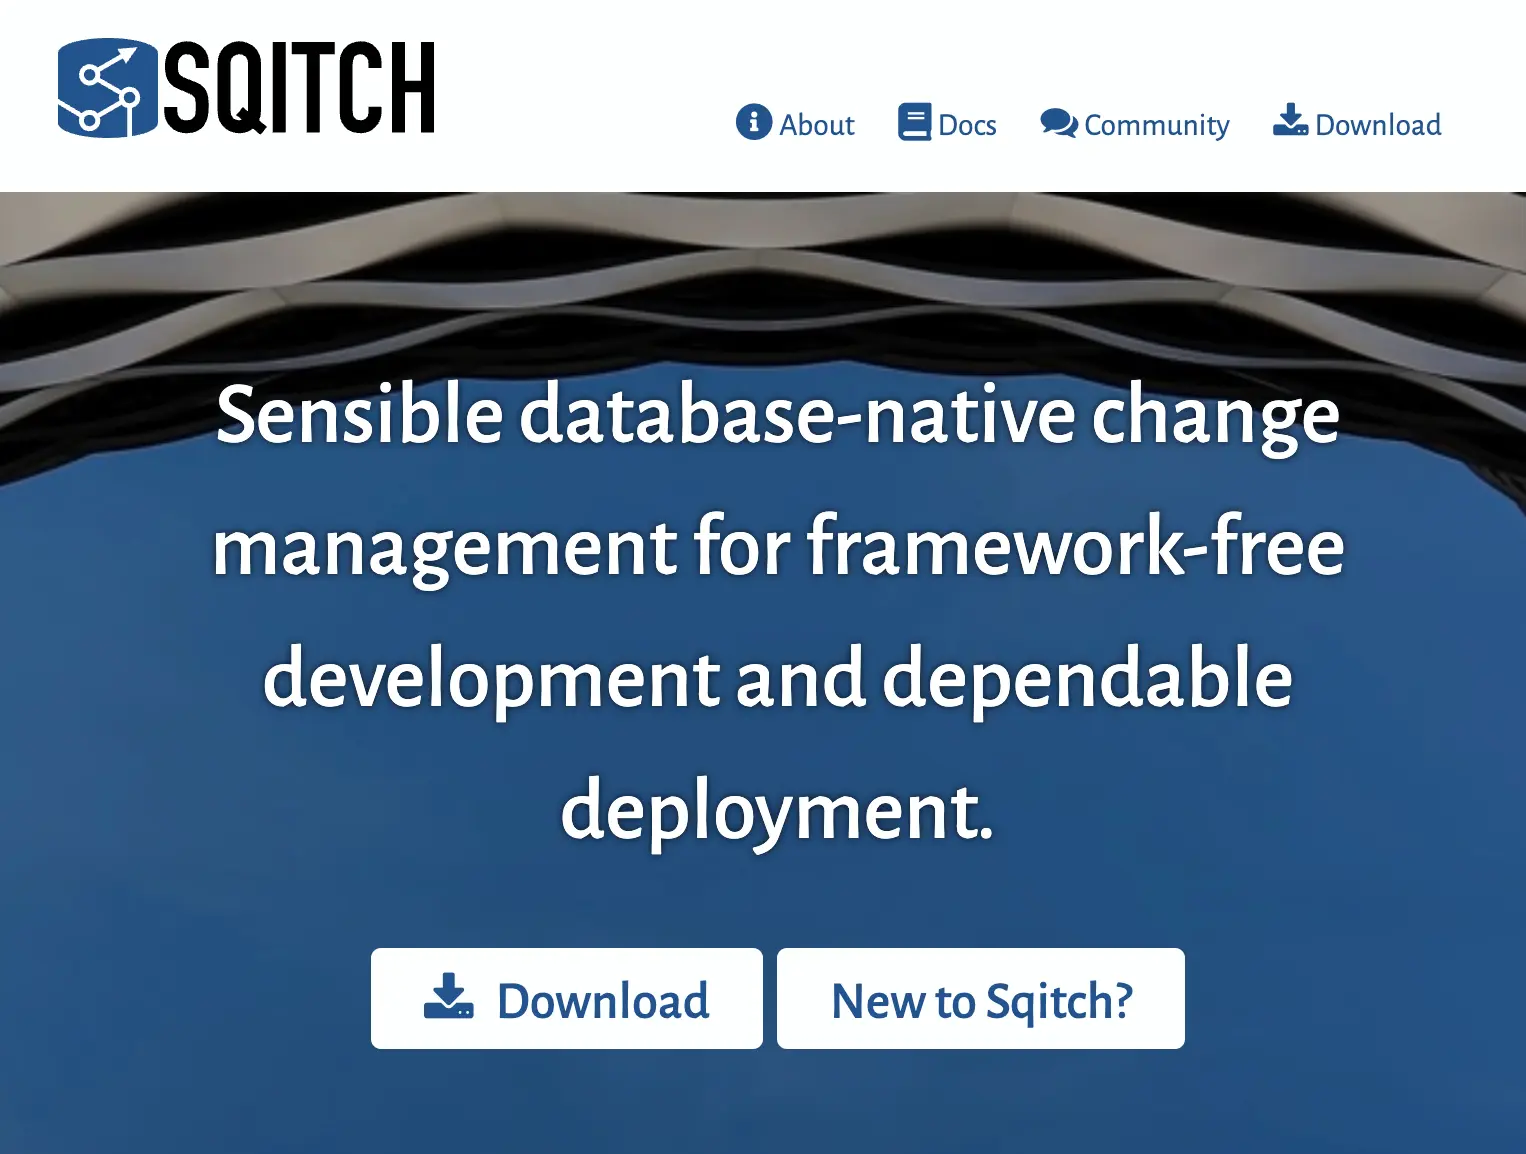 SQITCH
About Docs Community Download
Sensible database-native change
management for framework-free
development and dependable
deployment.
Download New to Sqitch?